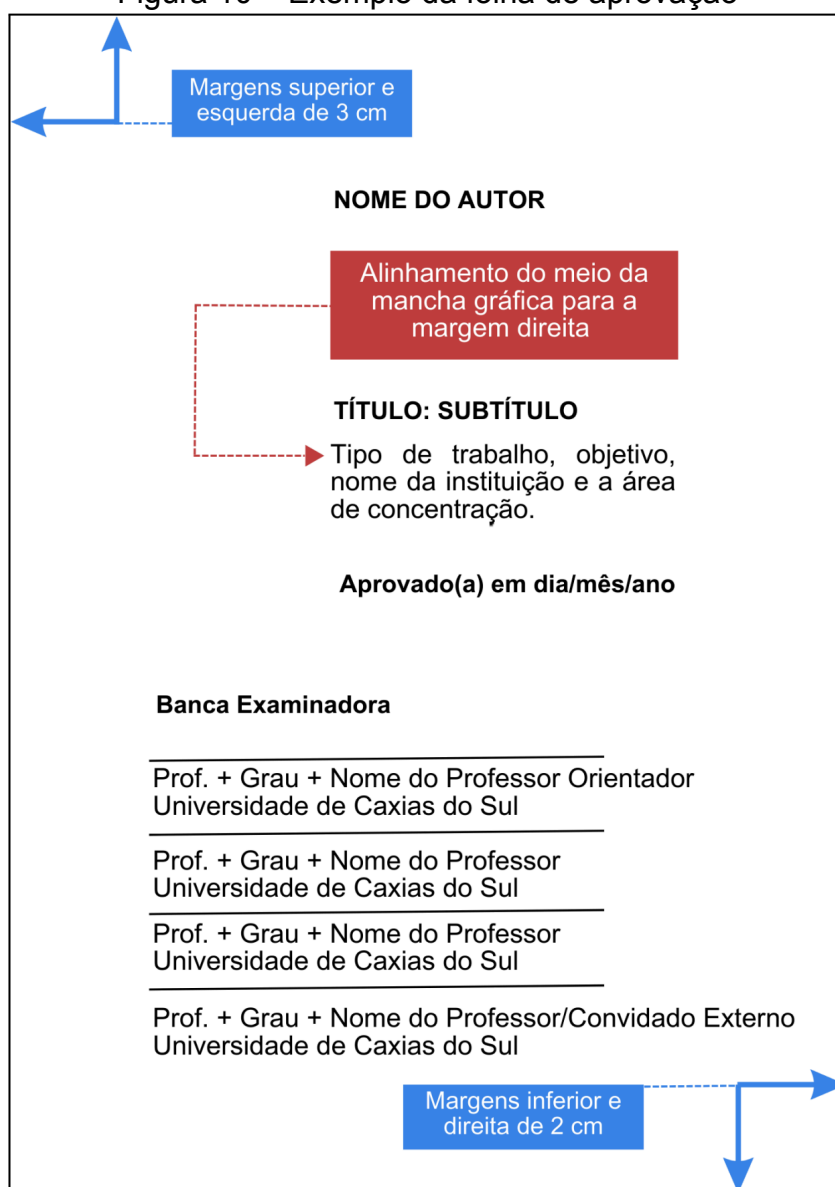 Margens superior e
esquerda de 3 cm
NOME DO AUTOR
Alinhamento do meio da
mancha gráfica para a
margem direita
TÍTULO: SUBTÍTULO
Tipo de trabalho, objetivo,
nome da instituição e a área
de concentração.
Aprovado(a) em dia/mês/ano
Banca Examinadora
Prof. + Grau + Nome do Professor Orientador
Universidade de Caxias do Sul
Prof. + Grau + Nome do Professor
Universidade de Caxias do Sul
Prof. + Grau + Nome do Professor
Universidade de Caxias do Sul
Prof. + Grau + Nome do Professor/Convidado Externo
Universidade de Caxias do Sul
Margens inferior e
direita de 2 cm